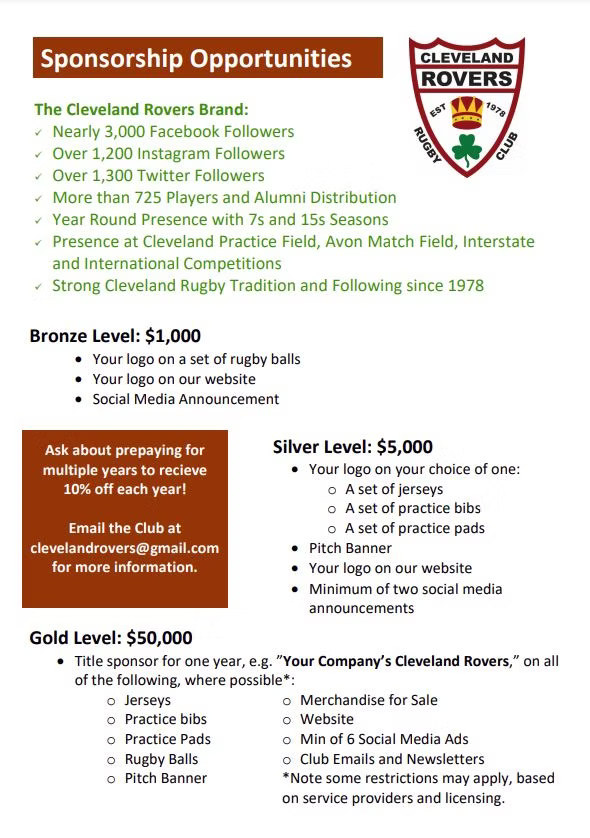 Sponsorship Opportunities
CLEVELAND
ROVERS
EST 1978
RUGBY CLUB
The Cleveland Rovers Brand:
✓ Nearly 3,000 Facebook Followers
✓ Over 1,200 Instagram Followers
✓ Over 1,300 Twitter Followers
✓ More than 725 Players and Alumni Distribution
✓ Year Round Presence with 7s and 15s Seasons
✓ Presence at Cleveland Practice Field, Avon Match Field, Interstate
and International Competitions
✓ Strong Cleveland Rugby Tradition and Following since 1978
Bronze Level: $1,000
• Your logo on a set of rugby balls
• Your logo on our website
• Social Media Announcement
Ask about prepaying for
multiple years to recieve
10% off each year!
Email the Club at
clevelandrovers@gmail.com
for more information.
Silver Level: $5,000
• Your logo on your choice of one:
o A set of jerseys
o A set of practice bibs
o A set of practice pads
• Pitch Banner
• Your logo on our website
• Minimum of two social media
announcements
Gold Level: $50,000
• Title sponsor for one year, e.g. ”Your Company’s Cleveland Rovers,” on all
of the following, where possible*:
o Jerseys
o Practice bibs
o Practice Pads
o Rugby Balls
o Pitch Banner
o Merchandise for Sale
o Website
o Min of 6 Social Media Ads
o Club Emails and Newsletters
*Note some restrictions may apply, based
on service providers and licensing.